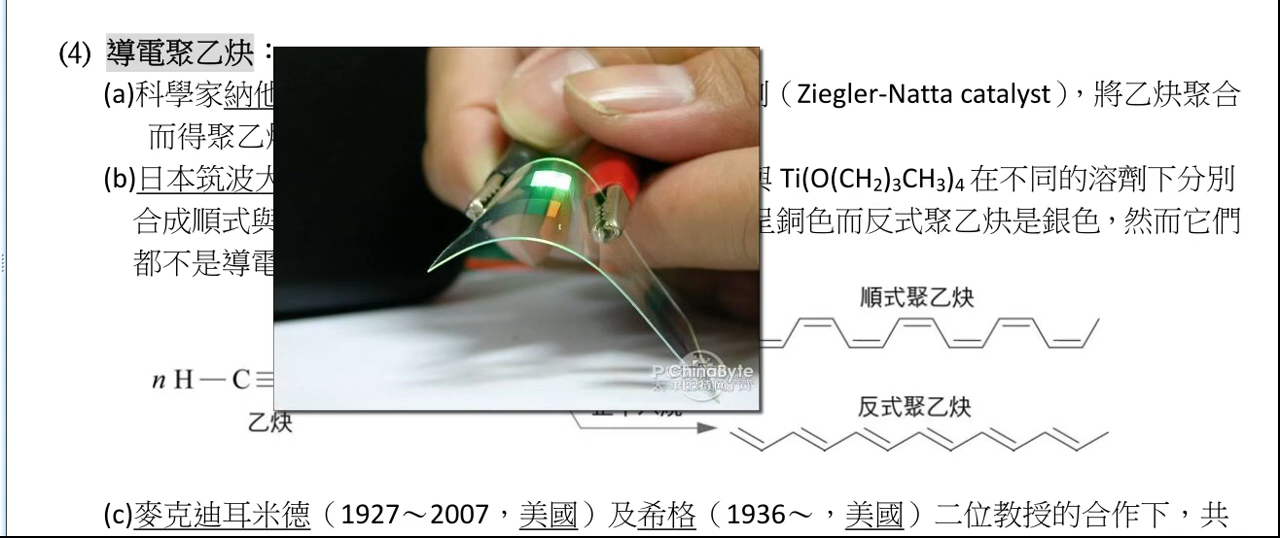 (4) 導電聚乙炔：
(a)科學家納他 （Ziegler-Natta catalyst），將乙炔聚合
而得聚乙
(b)日本筑波大 Ti(O(CH₂)₃CH₃)₄ 在不同的溶劑下分別
合成順式與 呈銅色而反式聚乙炔是銀色，然而它們
都不是導電
順式聚乙炔
n H — C ≡
乙炔
反式聚乙炔
PChinaByte
(c)麥克迪耳米德（1927～2007，美國）及希格（1936～，美國）二位教授的合作下，共